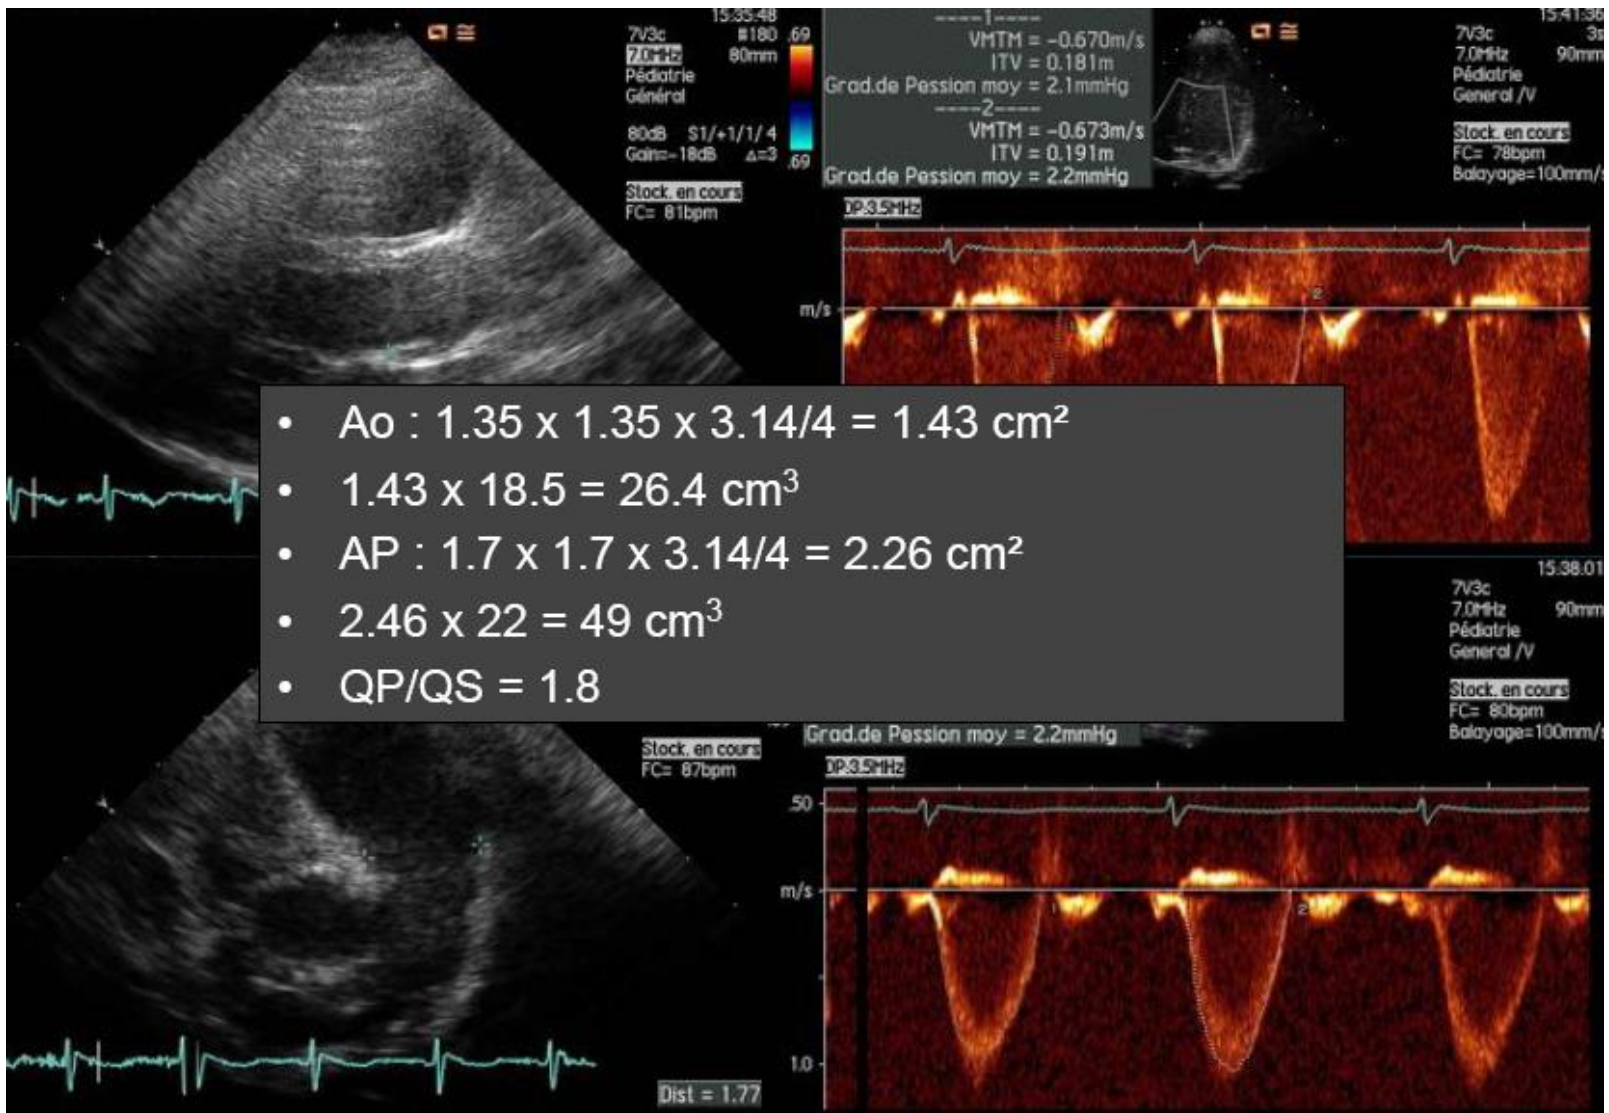 15:35:48
7V3c #180
7.0MHz 80mm
Pédiatrie
Général
80dB S1/+1/1/4
Gain=-18dB Δ=3
Stock. en cours
FC= 81bpm
.69
.69
----1----
VMTM = -0.670m/s
ITV = 0.181m
Grad.de Pession moy = 2.1mmHg
----2----
VMTM = -0.673m/s
ITV = 0.191m
Grad.de Pession moy = 2.2mmHg
15:41:36
7V3c 3s
7.0MHz 90mm
Pédiatrie
General /V
Stock. en cours
FC= 78bpm
Balayage=100mm/s
DP:3.5MHz
m/s
2
• Ao : 1.35 x 1.35 x 3.14/4 = 1.43 cm²
• 1.43 x 18.5 = 26.4 cm³
• AP : 1.7 x 1.7 x 3.14/4 = 2.26 cm²
• 2.46 x 22 = 49 cm³
• QP/QS = 1.8
Stock. en cours
FC= 87bpm
Dist = 1.77
Grad.de Pession moy = 2.2mmHg
15:38:01
7V3c
7.0MHz 90mm
Pédiatrie
General /V
Stock. en cours
FC= 80bpm
Balayage=100mm/s
DP:3.5MHz
.50
m/s
1
2
1.0